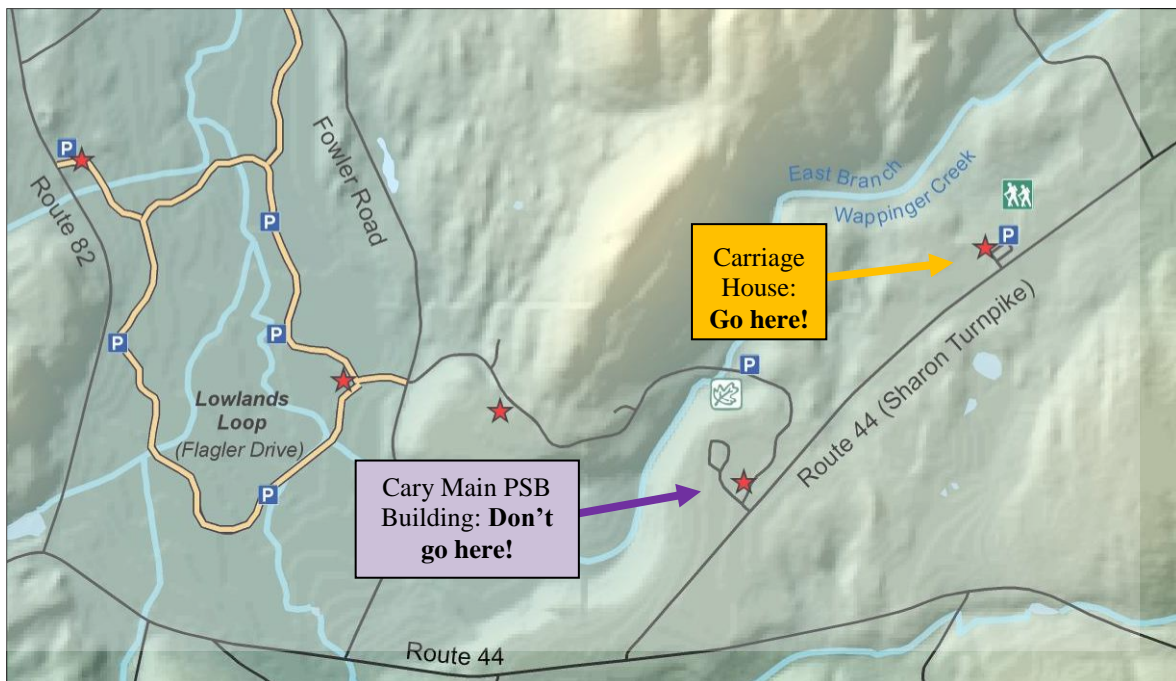 P
Route 82
Fowler Road
P
East Branch
Wappinger Creek
P
Carriage
House:
Go here!
P
P
P
Lowlands
Loop
(Flagler Drive)
Route 44 (Sharon Turnpike)
Cary Main PSB
Building: Don’t
go here!
P
Route 44